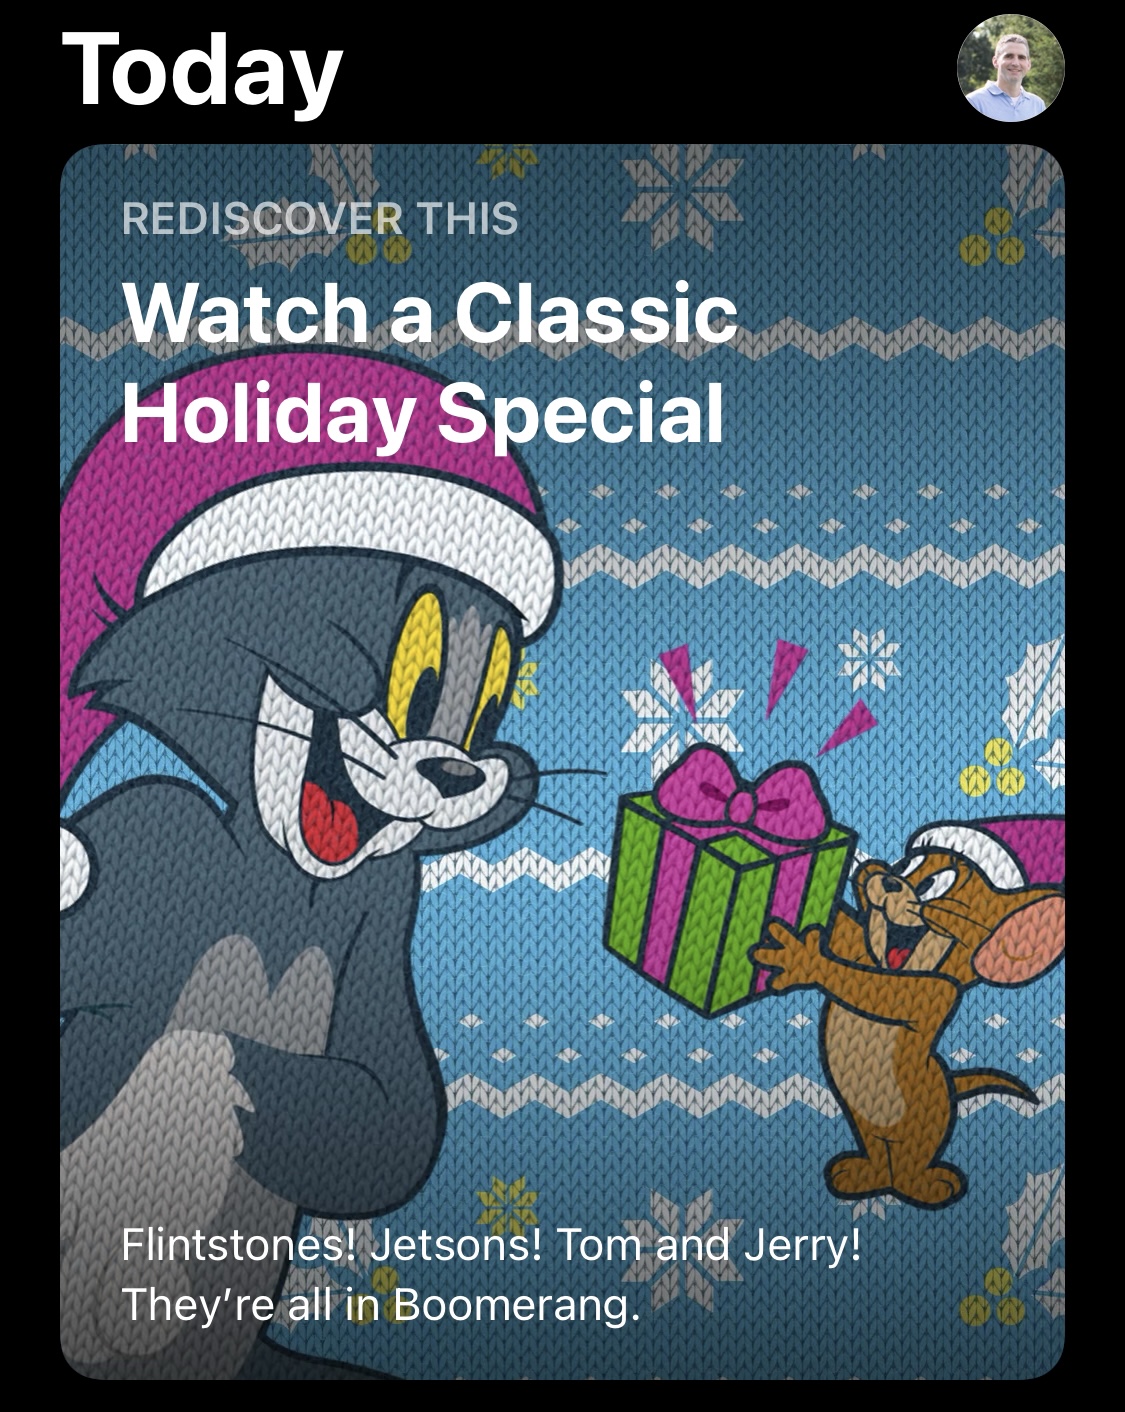 Today
REDISCOVER THIS
Watch a Classic
Holiday Special
Flintstones! Jetsons! Tom and Jerry!
They’re all in Boomerang.